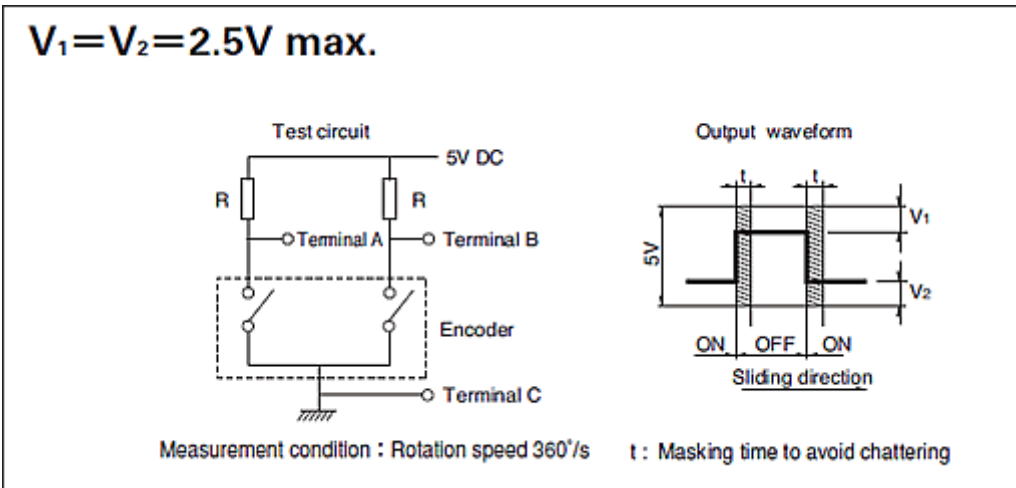 V₁=V₂=2.5V max.
Test circuit
Output waveform
5V DC
R
R
Terminal A
Terminal B
Encoder
Terminal C
t
t
V₁
5V
V₂
ON
OFF
ON
Sliding direction
Measurement condition : Rotation speed 360°/s
t : Masking time to avoid chattering